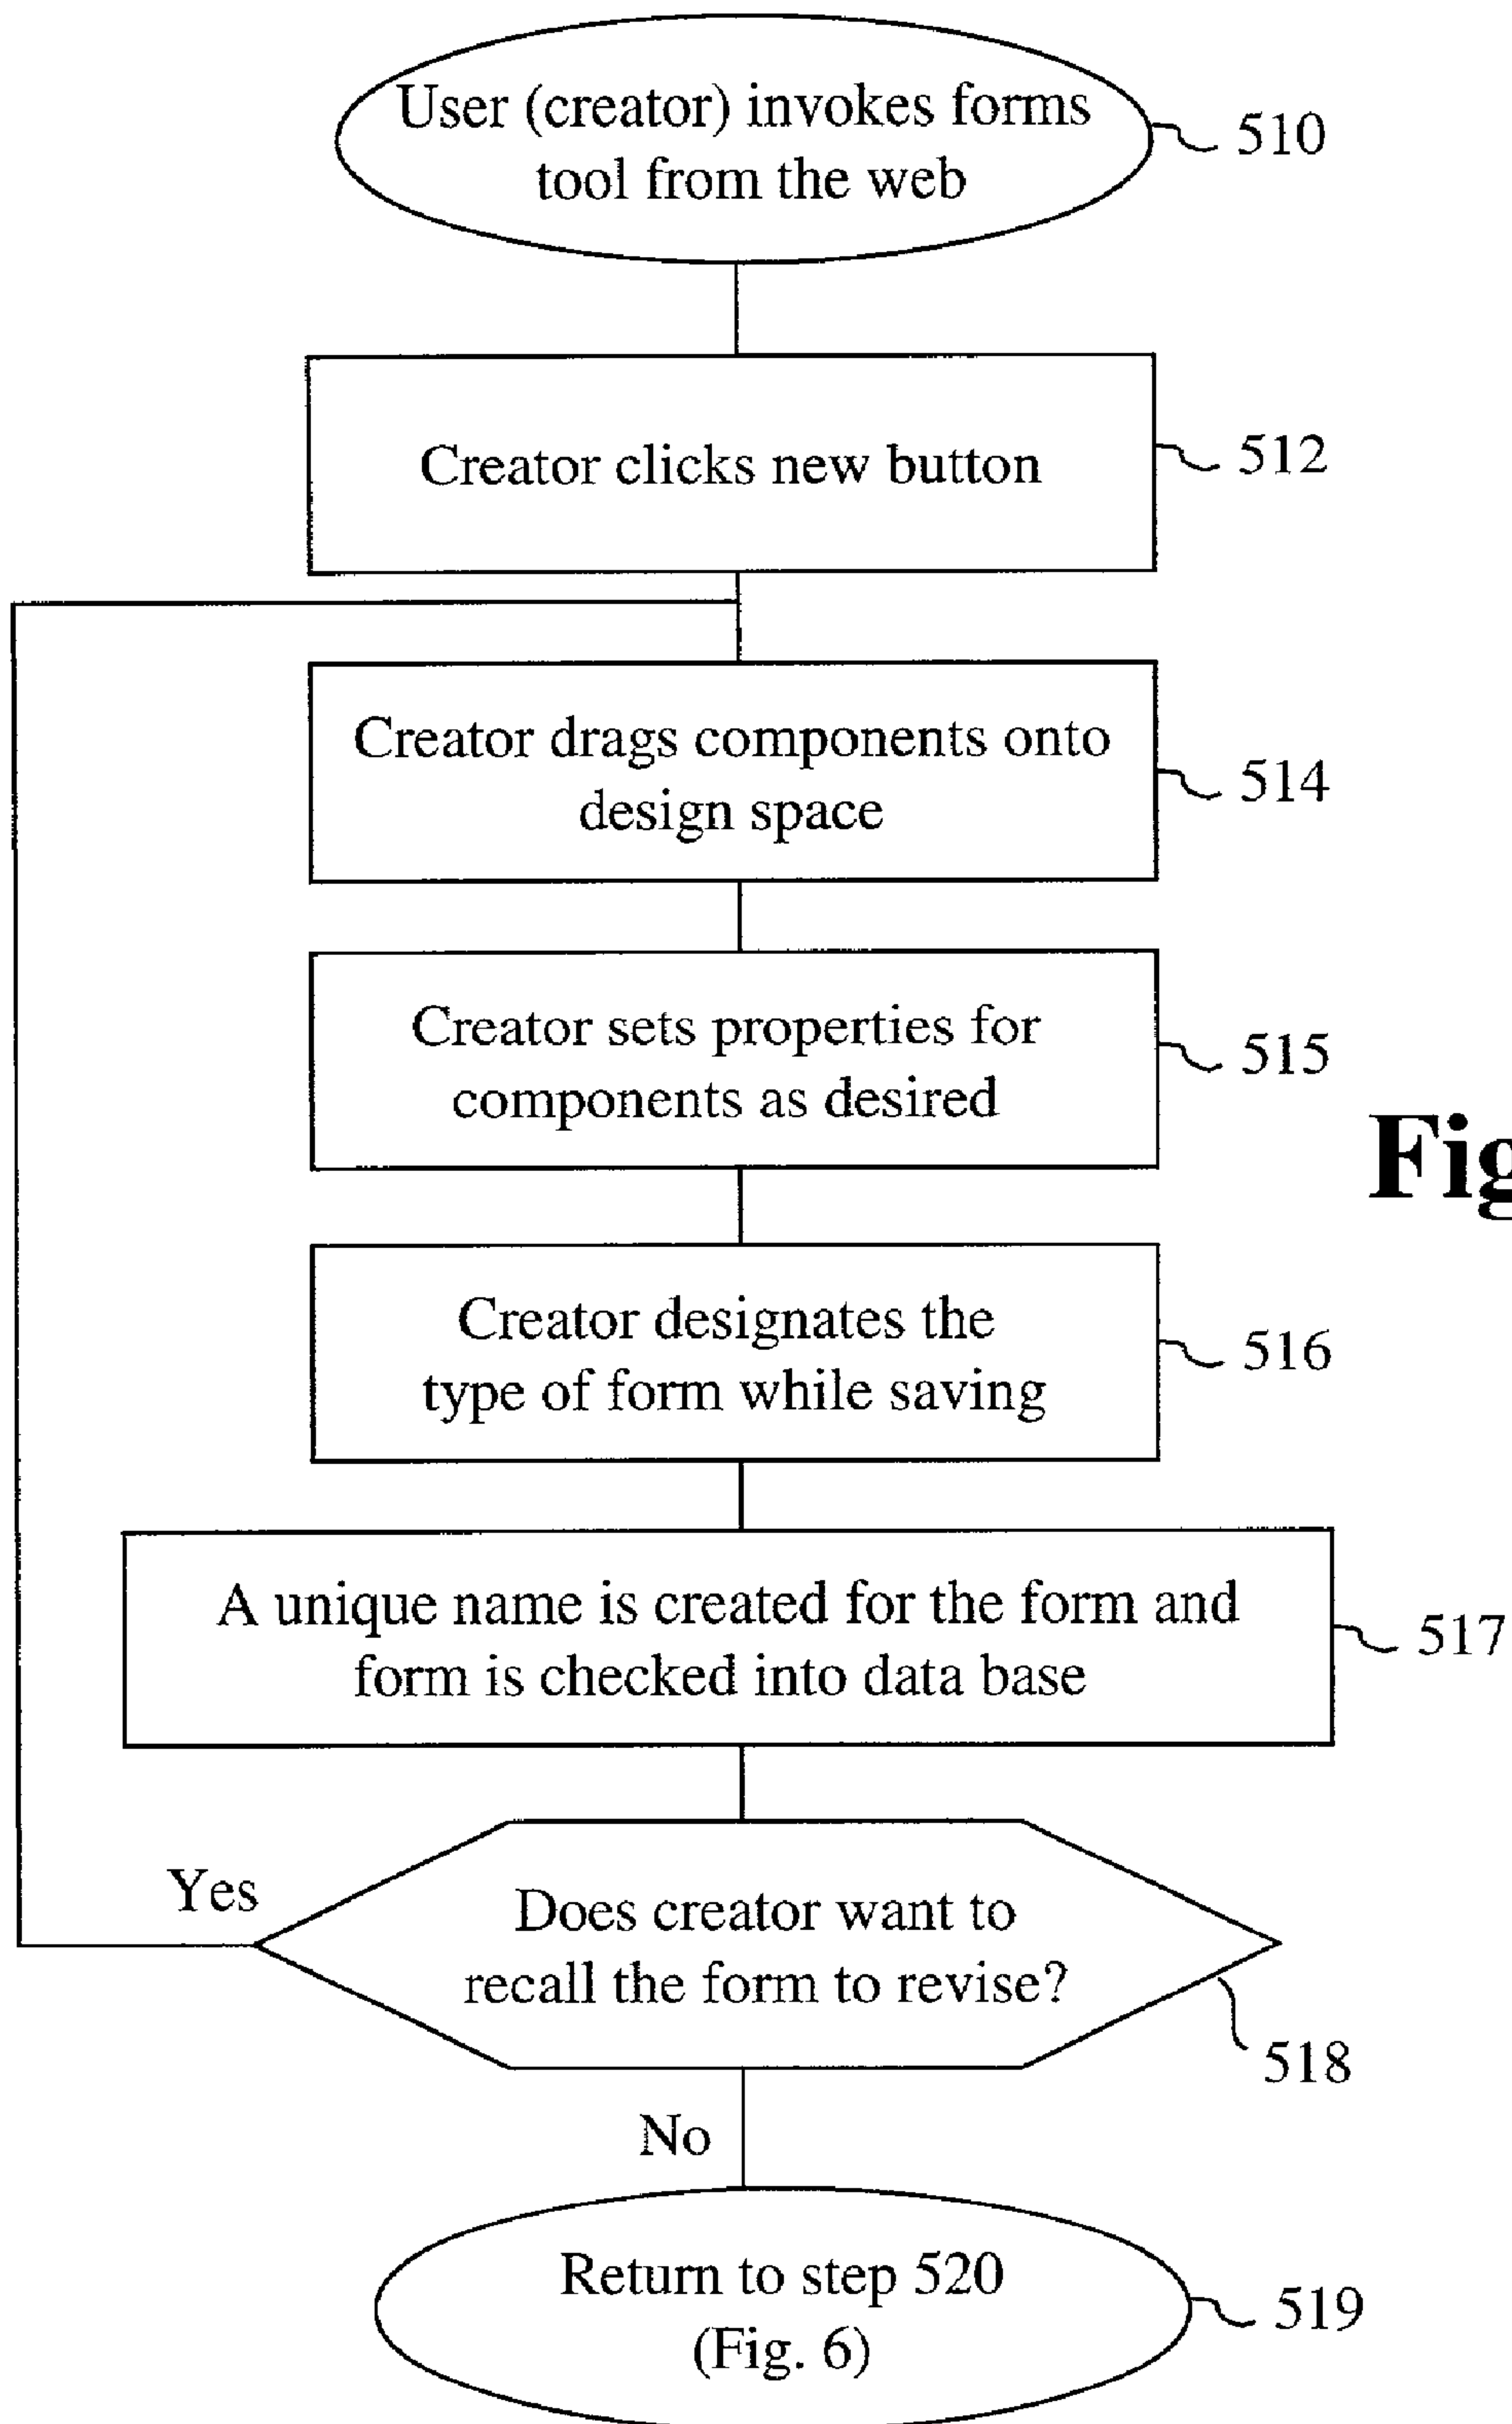 User (creator) invokes forms
tool from the web
510
Creator clicks new button
512
Creator drags components onto
design space
514
Creator sets properties for
components as desired
515
Fig
Creator designates the
type of form while saving
516
A unique name is created for the form and
form is checked into data base
517
Yes
Does creator want to
recall the form to revise?
518
No
Return to step 520
(Fig. 6)
519